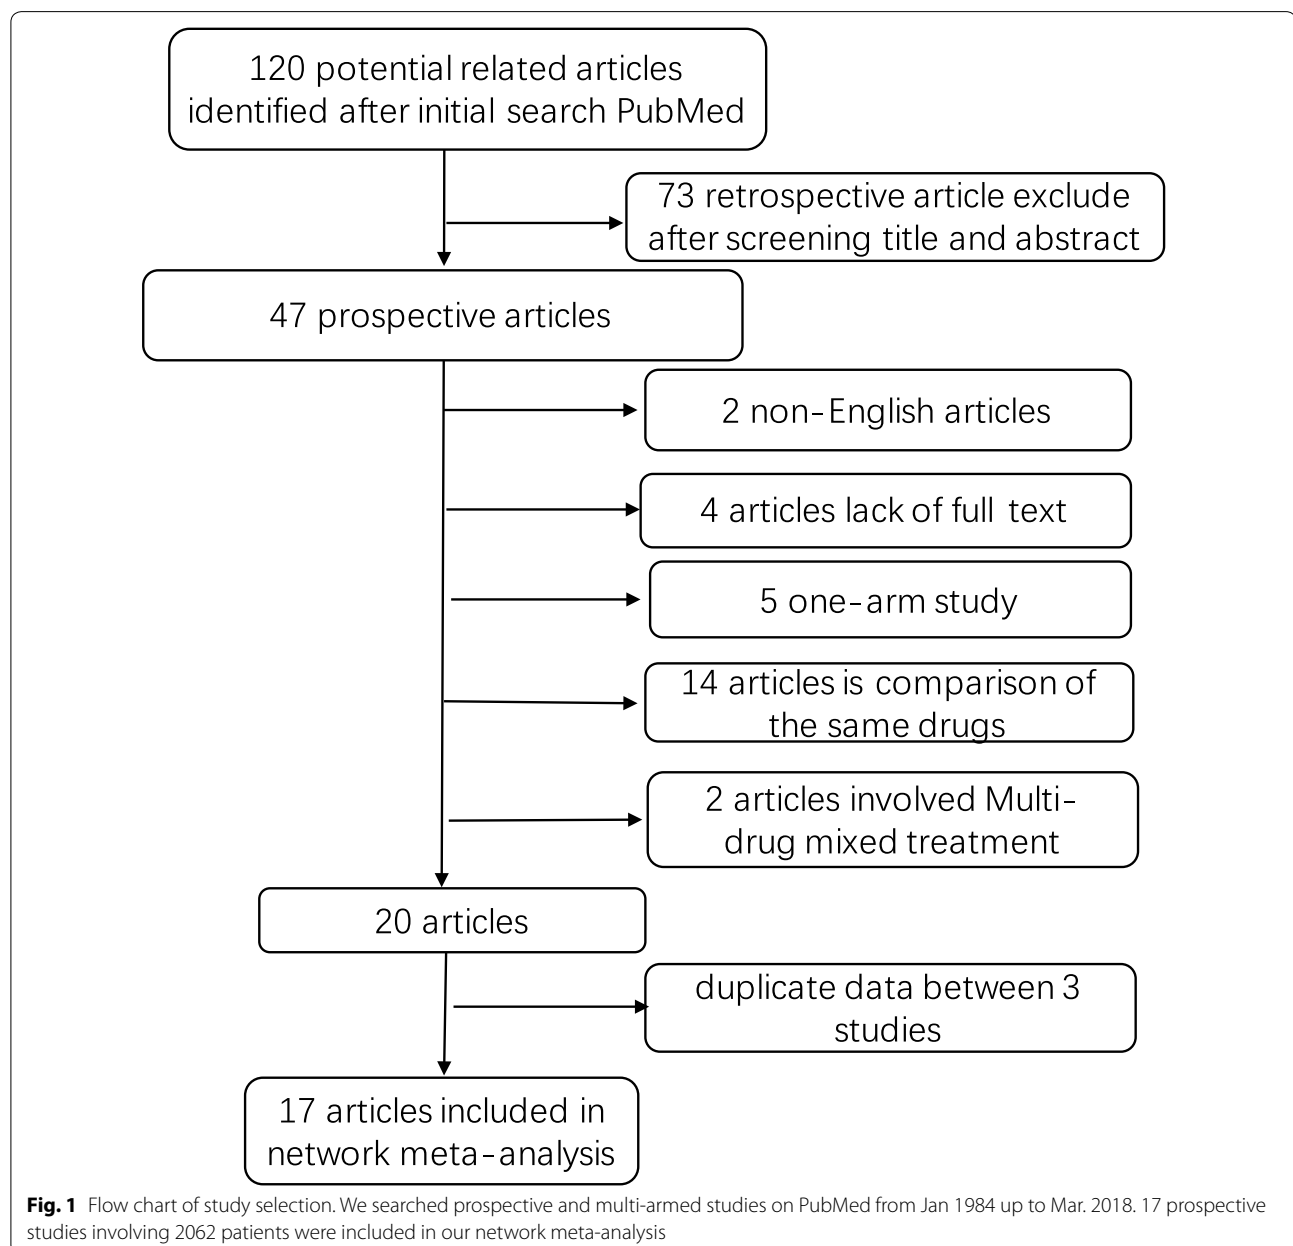 120 potential related articles
identified after initial search PubMed
73 retrospective article exclude
after screening title and abstract
47 prospective articles
2 non-English articles
4 articles lack of full text
5 one-arm study
14 articles is comparison of
the same drugs
2 articles involved Multi-
drug mixed treatment
20 articles
duplicate data between 3
studies
17 articles included in
network meta-analysis
Fig. 1 Flow chart of study selection. We searched prospective and multi-armed studies on PubMed from Jan 1984 up to Mar. 2018. 17 prospective
studies involving 2062 patients were included in our network meta-analysis